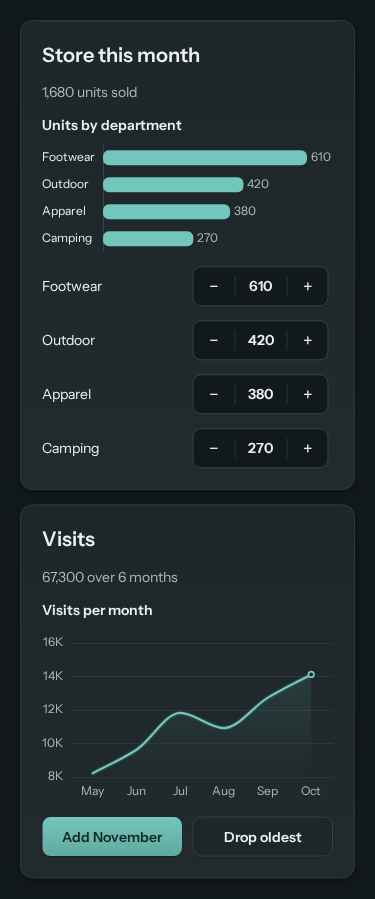 Store this month
1,680 units sold
Units by department
Footwear 610
Outdoor 420
Apparel 380
Camping 270
Footwear − 610 +
Outdoor − 420 +
Apparel − 380 +
Camping − 270 +
Visits
67,300 over 6 months
Visits per month
16K
14K
12K
10K
8K
May Jun Jul Aug Sep Oct
Add November Drop oldest